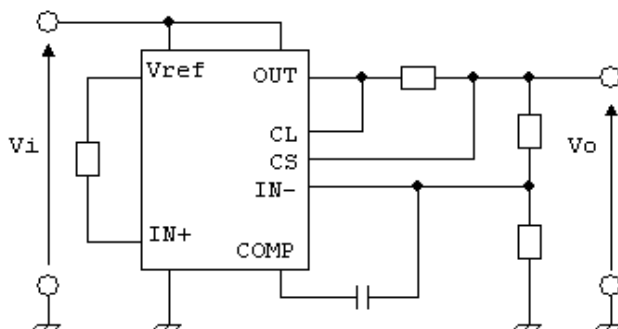 Vref
OUT
CL
Vi
CS
Vo
IN-
IN+
COMP